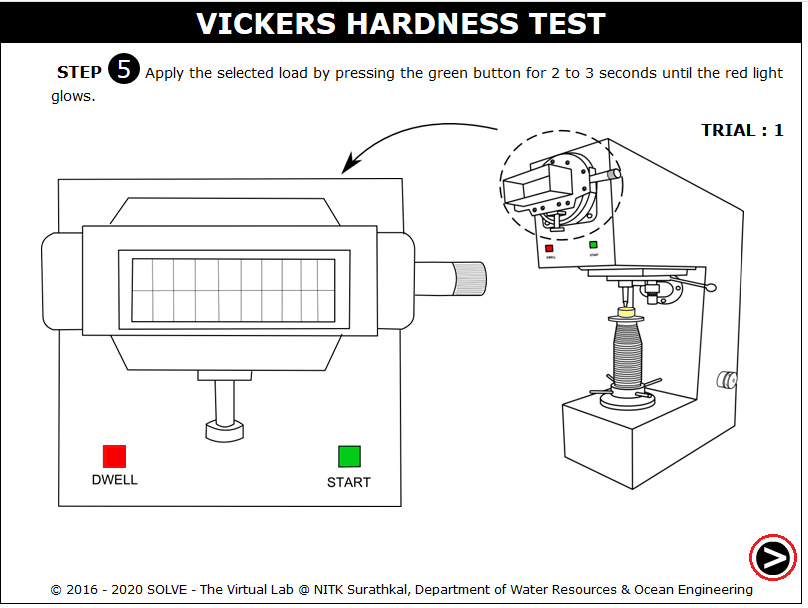 VICKERS HARDNESS TEST
STEP 5 Apply the selected load by pressing the green button for 2 to 3 seconds until the red light
glows.
TRIAL : 1
DWELL
START
DWELL
START
© 2016 - 2020 SOLVE - The Virtual Lab @ NITK Surathkal, Department of Water Resources & Ocean Engineering